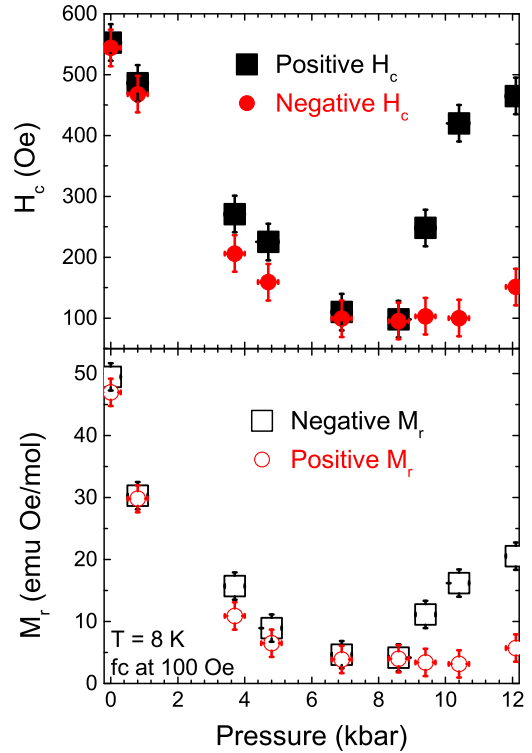 600
500
400
300
200
100
H_c (Oe)
Positive H_c
Negative H_c
50
40
30
20
10
0
M_r (emu Oe/mol)
Negative M_r
Positive M_r
T = 8 K
fc at 100 Oe
0 2 4 6 8 10 12
Pressure (kbar)